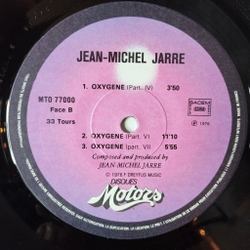 JEAN-MICHEL JARRE
1. OXYGENE (Part. IV) 3'50
MTO 77000
Face B
33 Tours
SACEM
℗ 1976
2. OXYGENE (Part. V) 11'10
3. OXYGENE (part. VI) 5'55
Composed and produced by
JEAN-MICHEL JARRE
© 1976 F. DREYFUS MUSIC
DISQUES
Motors